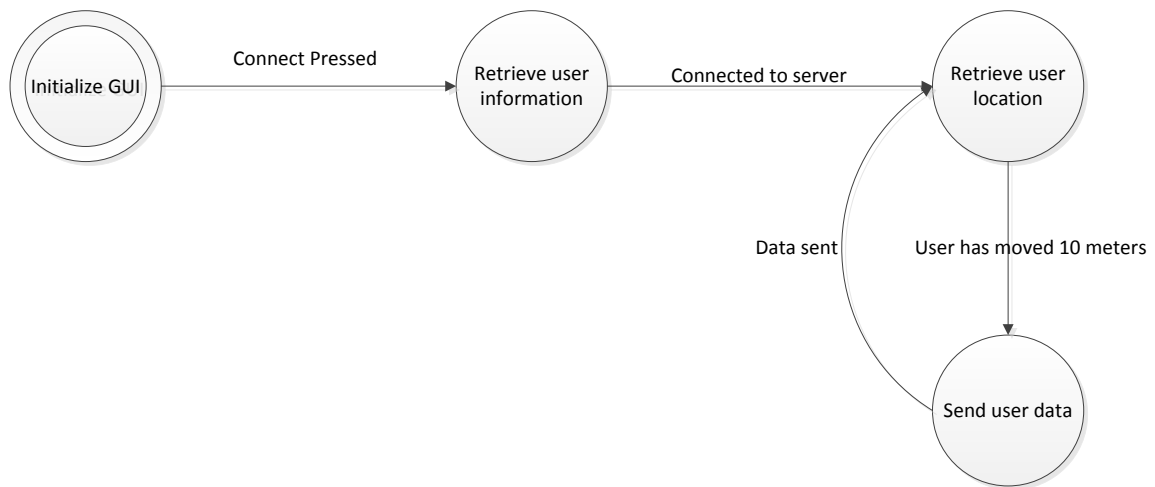 Initialize GUI
Connect Pressed
Retrieve user
information
Connected to server
Retrieve user
location
Data sent
User has moved 10 meters
Send user data